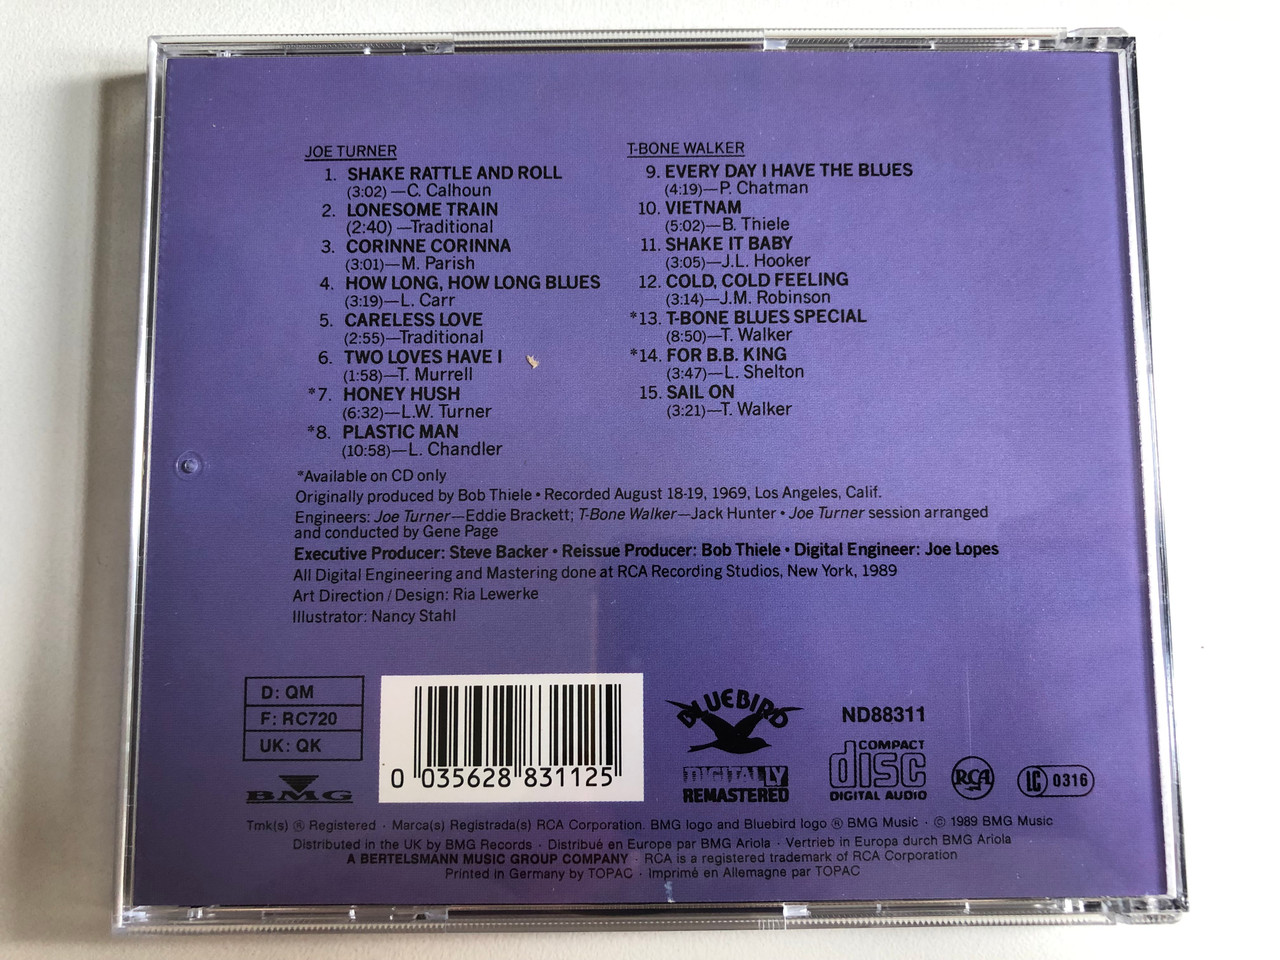 JOE TURNER
1. SHAKE RATTLE AND ROLL
(3:02)—C. Calhoun
2. LONESOME TRAIN
(2:40)—Traditional
3. CORINNE CORINNA
(3:01)—M. Parish
4. HOW LONG, HOW LONG BLUES
(3:19)—L. Carr
5. CARELESS LOVE
(2:55)—Traditional
6. TWO LOVES HAVE I
(1:58)—T. Murrell
*7. HONEY HUSH
(6:32)—L.W. Turner
*8. PLASTIC MAN
(10:58)—L. Chandler
T-BONE WALKER
9. EVERY DAY I HAVE THE BLUES
(4:19)—P. Chatman
10. VIETNAM
(5:02)—B. Thiele
11. SHAKE IT BABY
(3:05)—J.L. Hooker
12. COLD, COLD FEELING
(3:14)—J.M. Robinson
*13. T-BONE BLUES SPECIAL
(8:50)—T. Walker
*14. FOR B.B. KING
(3:47)—L. Shelton
15. SAIL ON
(3:21)—T. Walker
*Available on CD only
Originally produced by Bob Thiele • Recorded August 18-19, 1969, Los Angeles, Calif.
Engineers: Joe Turner—Eddie Brackett; T-Bone Walker—Jack Hunter • Joe Turner session arranged
and conducted by Gene Page
Executive Producer: Steve Backer • Reissue Producer: Bob Thiele • Digital Engineer: Joe Lopes
All Digital Engineering and Mastering done at RCA Recording Studios, New York, 1989
Art Direction/Design: Ria Lewerke
Illustrator: Nancy Stahl
D: QM
F: RC720
UK: QK
BMG
0 035628 831125
BLUEBIRD
DIGITALLY
REMASTERED
ND88311
COMPACT
disc
DIGITAL AUDIO
RCA
LC 0316
Tmk(s) ® Registered · Marca(s) Registrada(s) RCA Corporation. BMG logo and Bluebird logo ® BMG Music · © 1989 BMG Music
Distributed in the UK by BMG Records · Distribué en Europe par BMG Ariola · Vertrieb in Europa durch BMG Ariola
A BERTELSMANN MUSIC GROUP COMPANY · RCA is a registered trademark of RCA Corporation
Printed in Germany by TOPAC · Imprimé en Allemagne par TOPAC